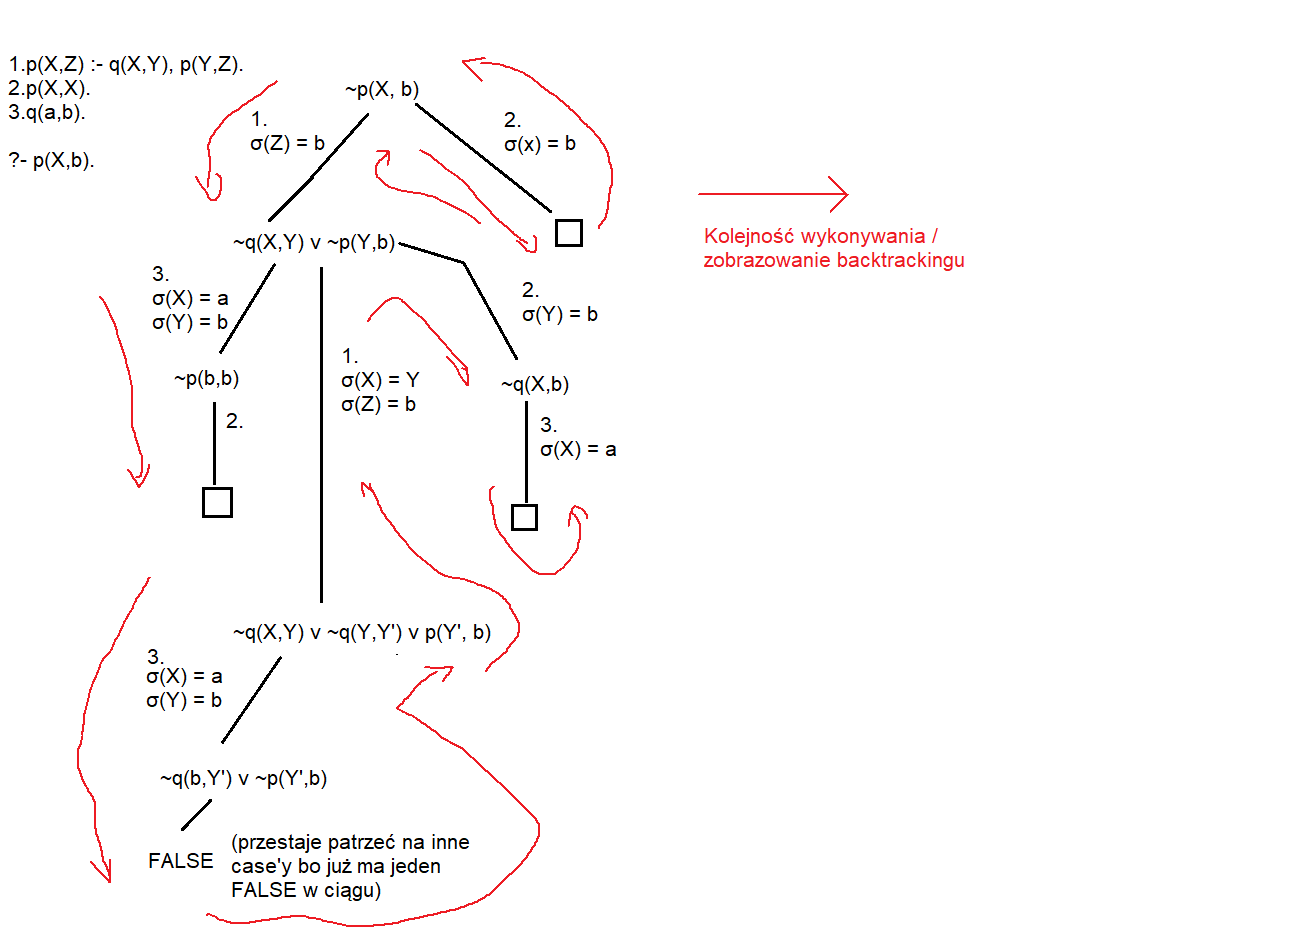 1.p(X,Z) :- q(X,Y), p(Y,Z).
2.p(X,X).
3.q(a,b).
?- p(X,b).
~p(X, b)
1.
σ(Z) = b
2.
σ(x) = b
Kolejność wykonywania /
zobrazowanie backtrackingu
~q(X,Y) v ~p(Y,b)
3.
σ(X) = a
σ(Y) = b
2.
σ(Y) = b
1.
σ(X) = Y
σ(Z) = b
~p(b,b)
2.
~q(X,b)
3.
σ(X) = a
~q(X,Y) v ~q(Y,Y') v p(Y', b)
3.
σ(X) = a
σ(Y) = b
~q(b,Y') v ~p(Y',b)
FALSE
(przestaje patrzeć na inne
case'y bo już ma jeden
FALSE w ciągu)